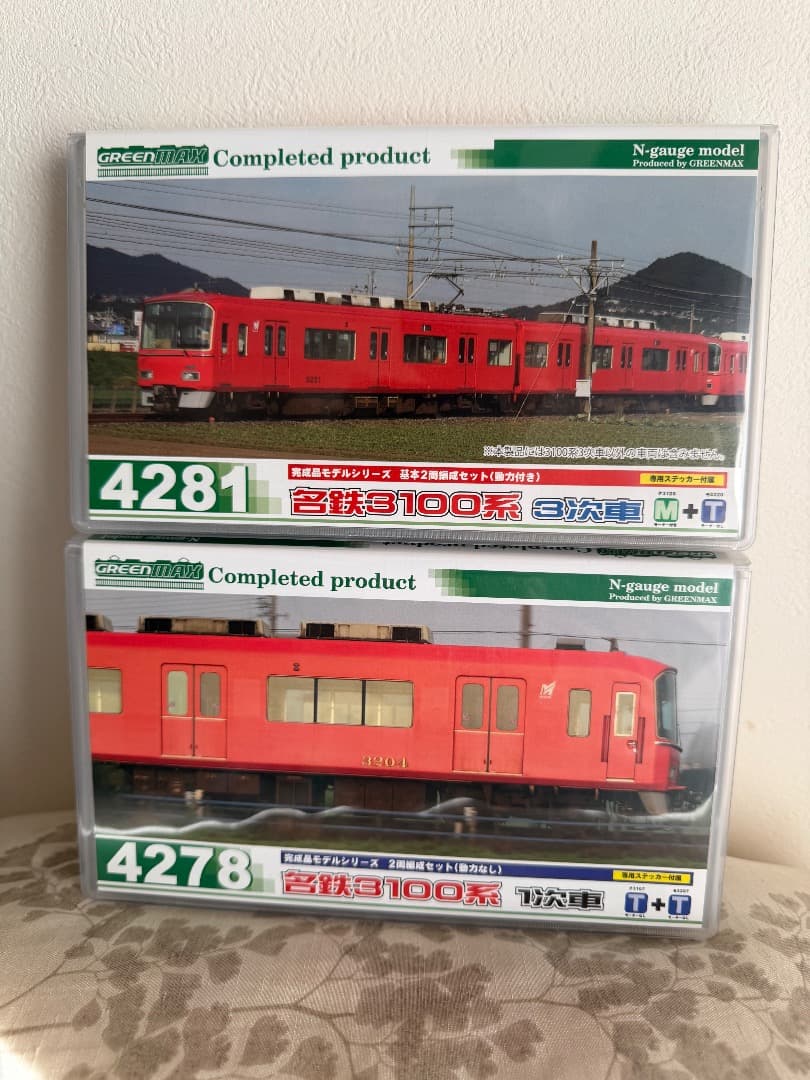 GREENMAX Completed product
N-gauge model
Produced by GREENMAX
※本製品には3100系3次車以外の車両は含みません。
4281
完成品モデルシリーズ 基本2両編成セット(動力付き)
専用ステッカー付属
名鉄3100系 3次車
M+T
Completed product
GREENMAX Completed product
N-gauge model
Produced by GREENMAX
3204
4278
完成品モデルシリーズ 2両編成セット(動力なし)
専用ステッカー付属
名鉄3100系 1次車
T+T